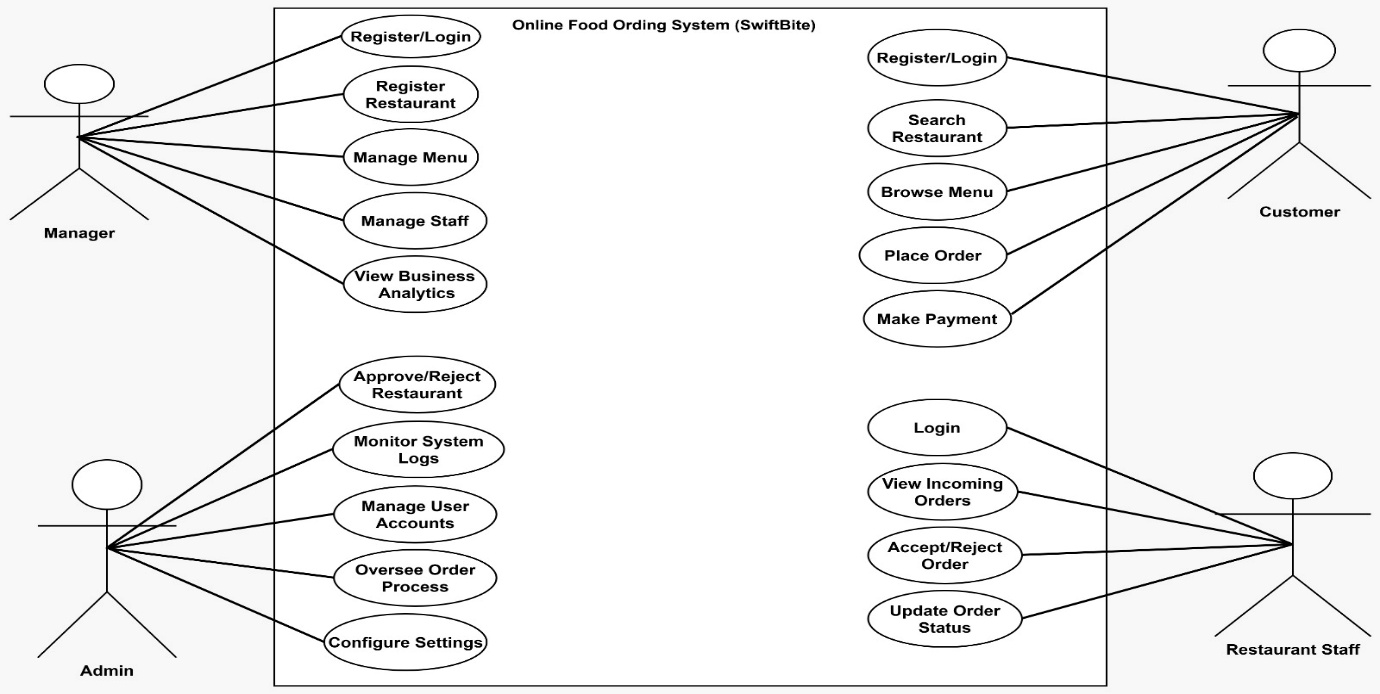 Online Food Ording System (SwiftBite)
Register/Login
Register
Restaurant
Manage Menu
Manage Staff
View Business
Analytics
Manager
Register/Login
Search
Restaurant
Browse Menu
Place Order
Make Payment
Customer
Approve/Reject
Restaurant
Monitor System
Logs
Manage User
Accounts
Oversee Order
Process
Configure Settings
Admin
Login
View Incoming
Orders
Accept/Reject
Order
Update Order
Status
Restaurant Staff